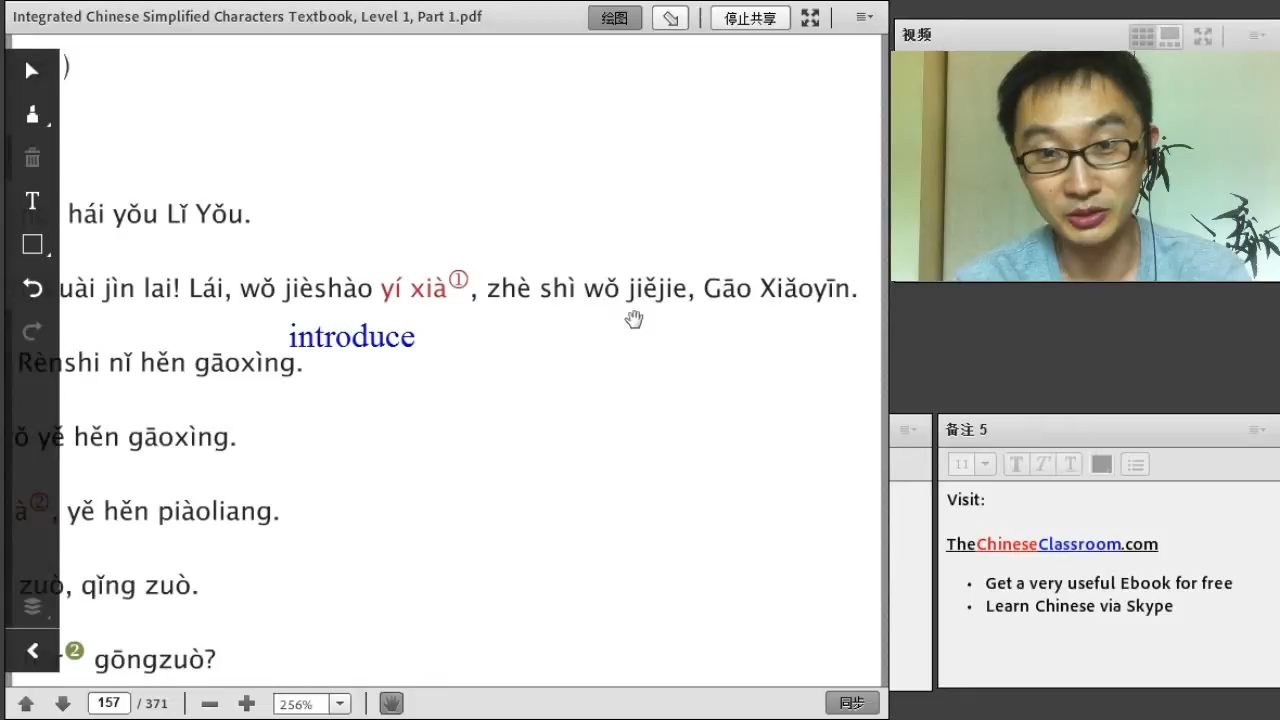 Integrated Chinese Simplified Characters Textbook, Level 1, Part 1.pdf
绘图
停止共享
视频
)
hái yǒu Lǐ Yǒu.
uài jìn lai! Lái, wǒ jièshào yí xià①, zhè shì wǒ jiějie, Gāo Xiǎoyīn.
introduce
Rènshi nǐ hěn gāoxìng.
ǒ yě hěn gāoxìng.
à②, yě hěn piàoliang.
zuò, qǐng zuò.
❷ gōngzuò?
157 / 371
256%
同步
备注 5
11
Visit:
TheChineseClassroom.com
• Get a very useful Ebook for free
• Learn Chinese via Skype